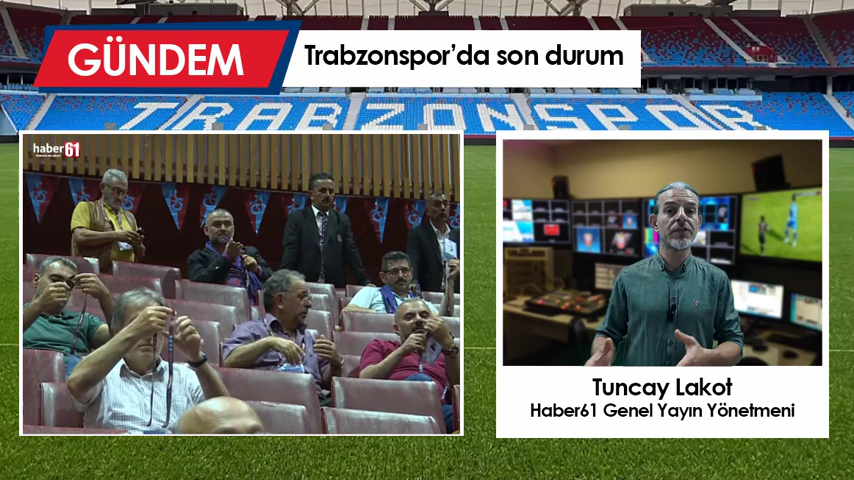 GÜNDEM
Trabzonspor'da son durum
TRABZONSPOR
haber61
Tuncay Lakot
Haber61 Genel Yayın Yönetmeni